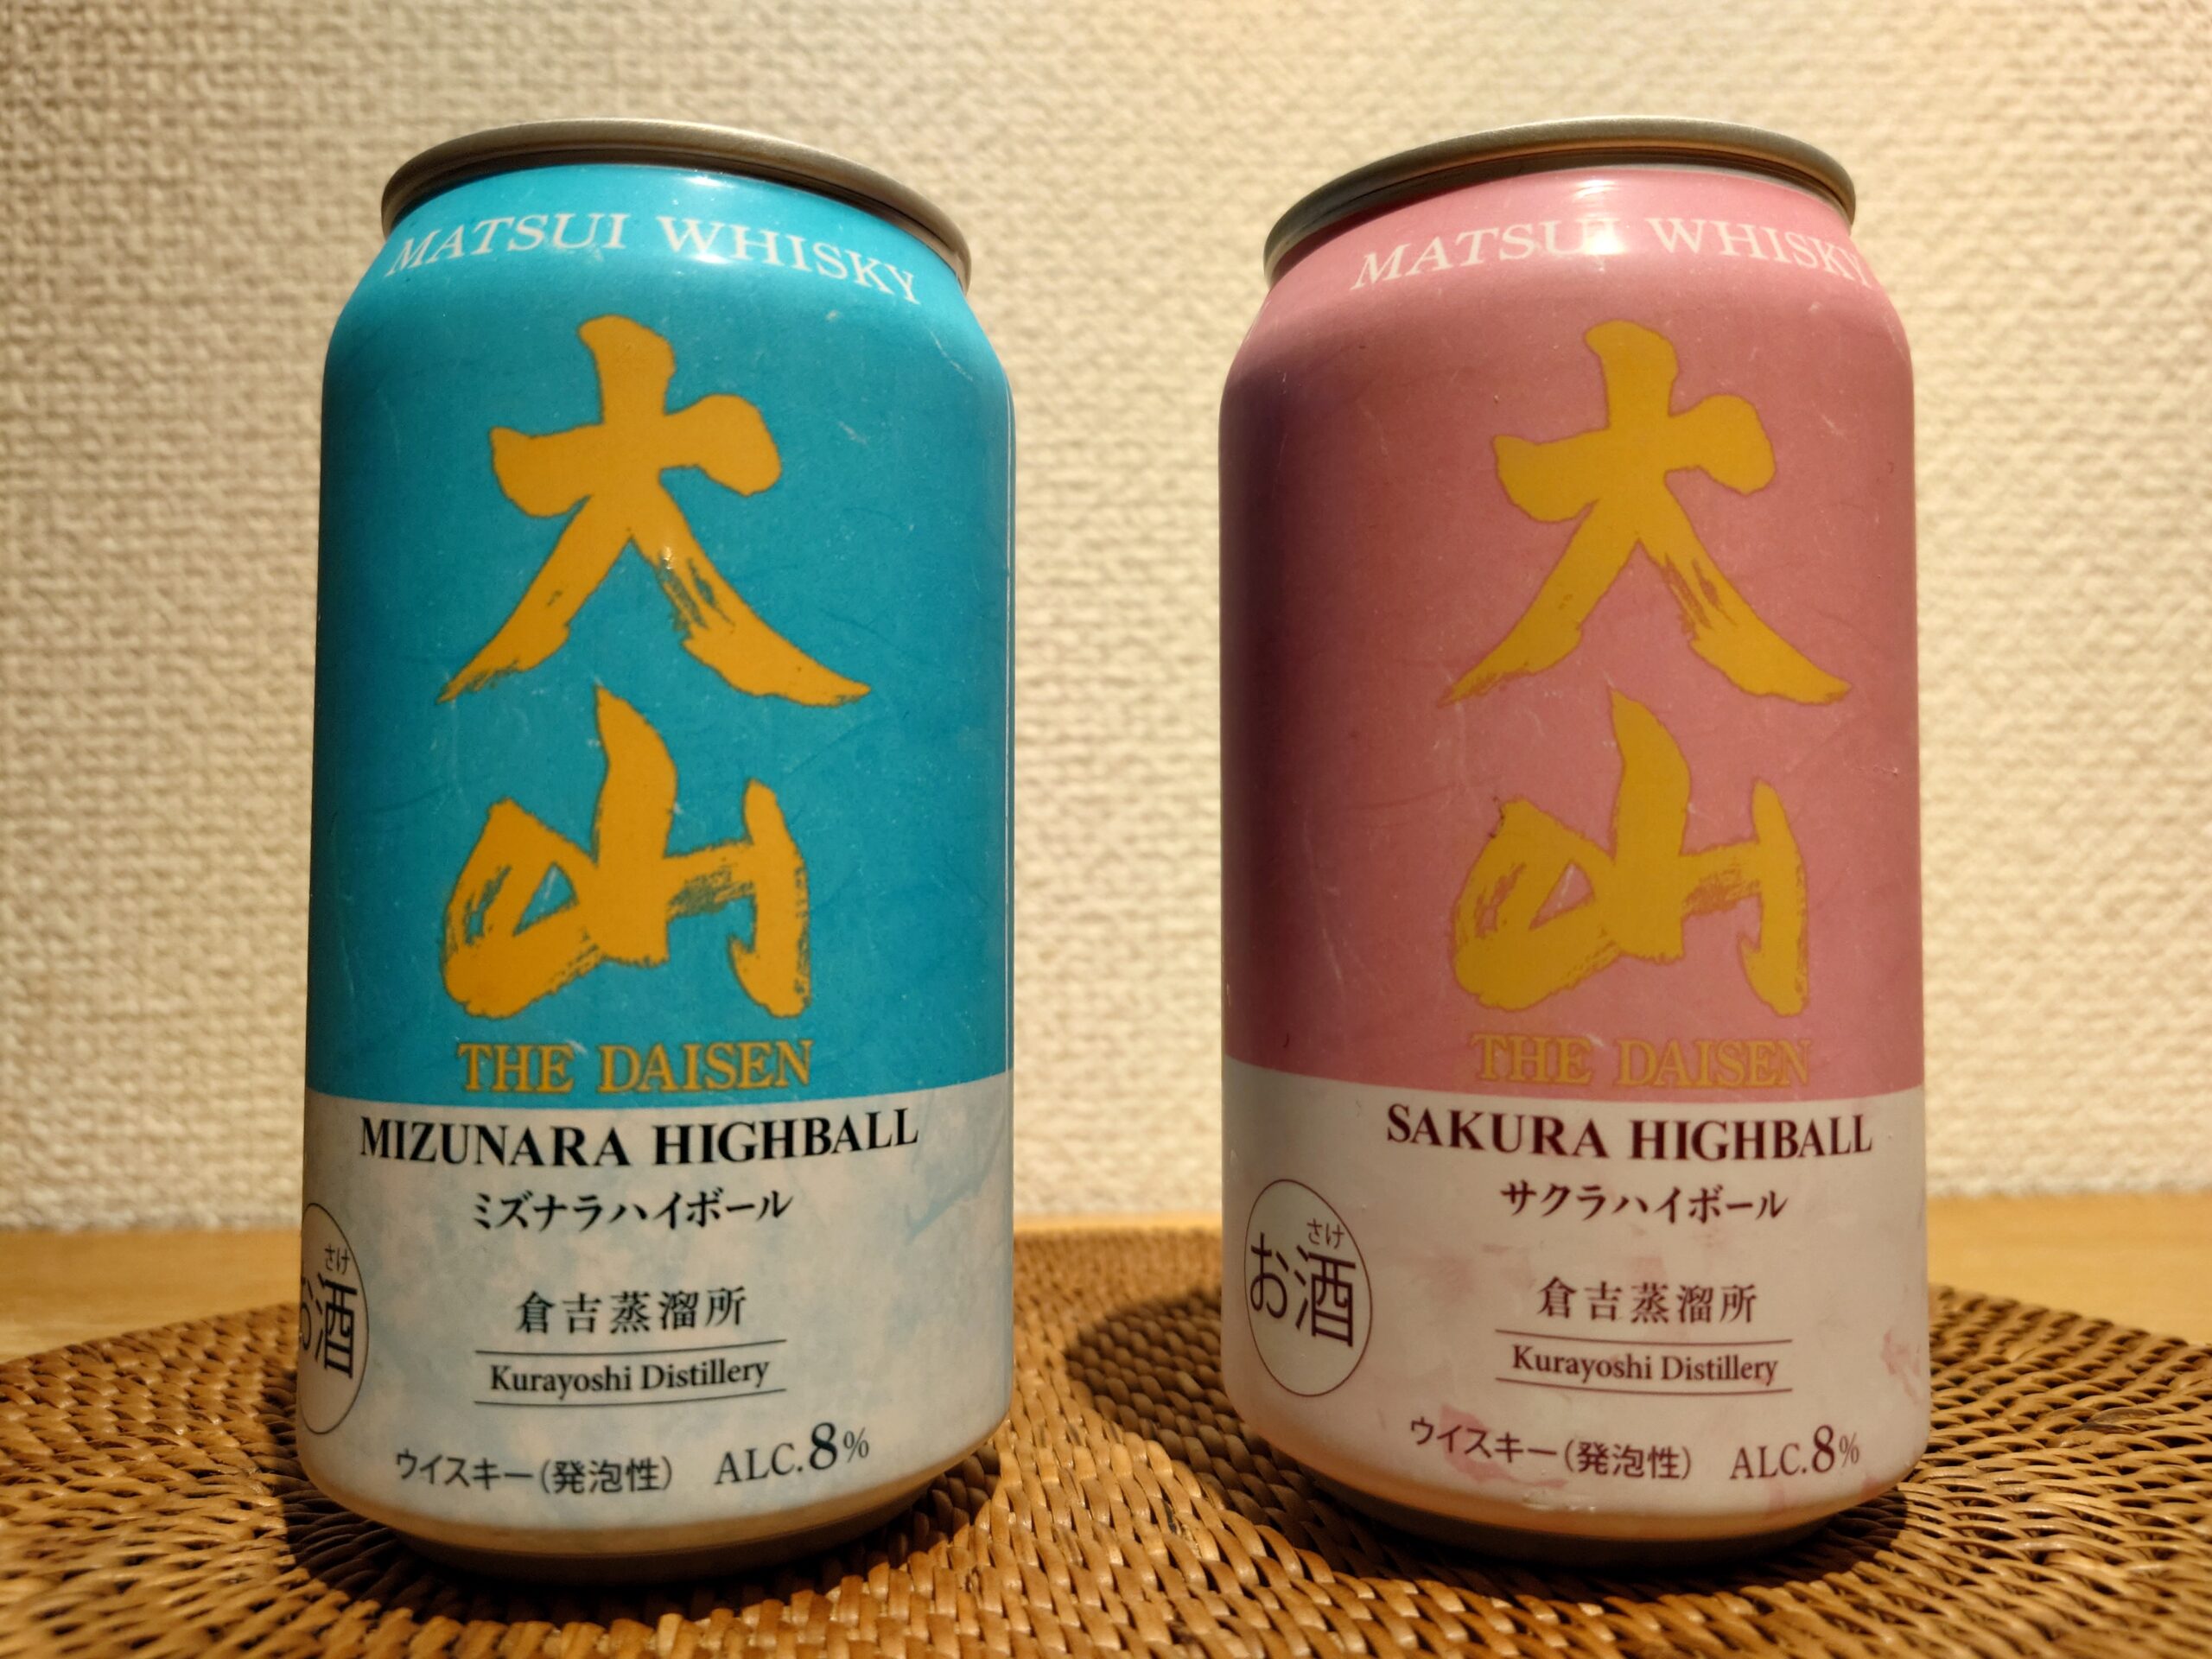 MATSUI WHISKY
大山
THE DAISEN
MIZUNARA HIGHBALL
ミズナラハイボール
さけ
お酒
倉吉蒸溜所
Kurayoshi Distillery
ウイスキー(発泡性) ALC.8%
MATSUI WHISKY
大山
THE DAISEN
SAKURA HIGHBALL
サクラハイボール
さけ
お酒
倉吉蒸溜所
Kurayoshi Distillery
ウイスキー(発泡性) ALC.8%